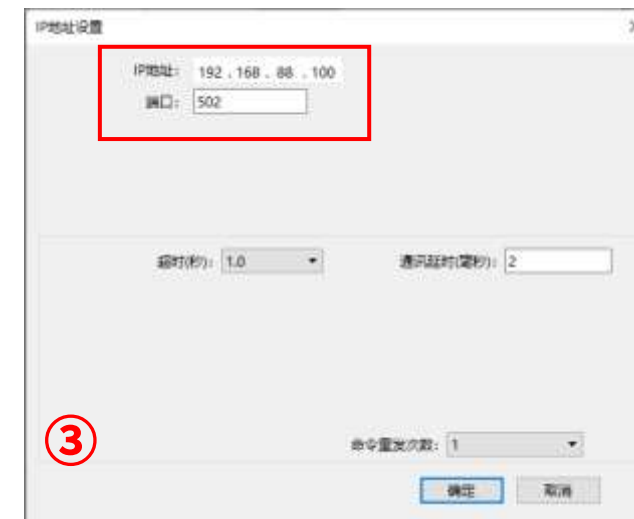 IP地址设置
IP地址: 192 . 168 . 88 . 100
端口: 502
超时(秒): 1.0
通讯延时(毫秒): 2
③
命令重发次数: 1
确定 取消